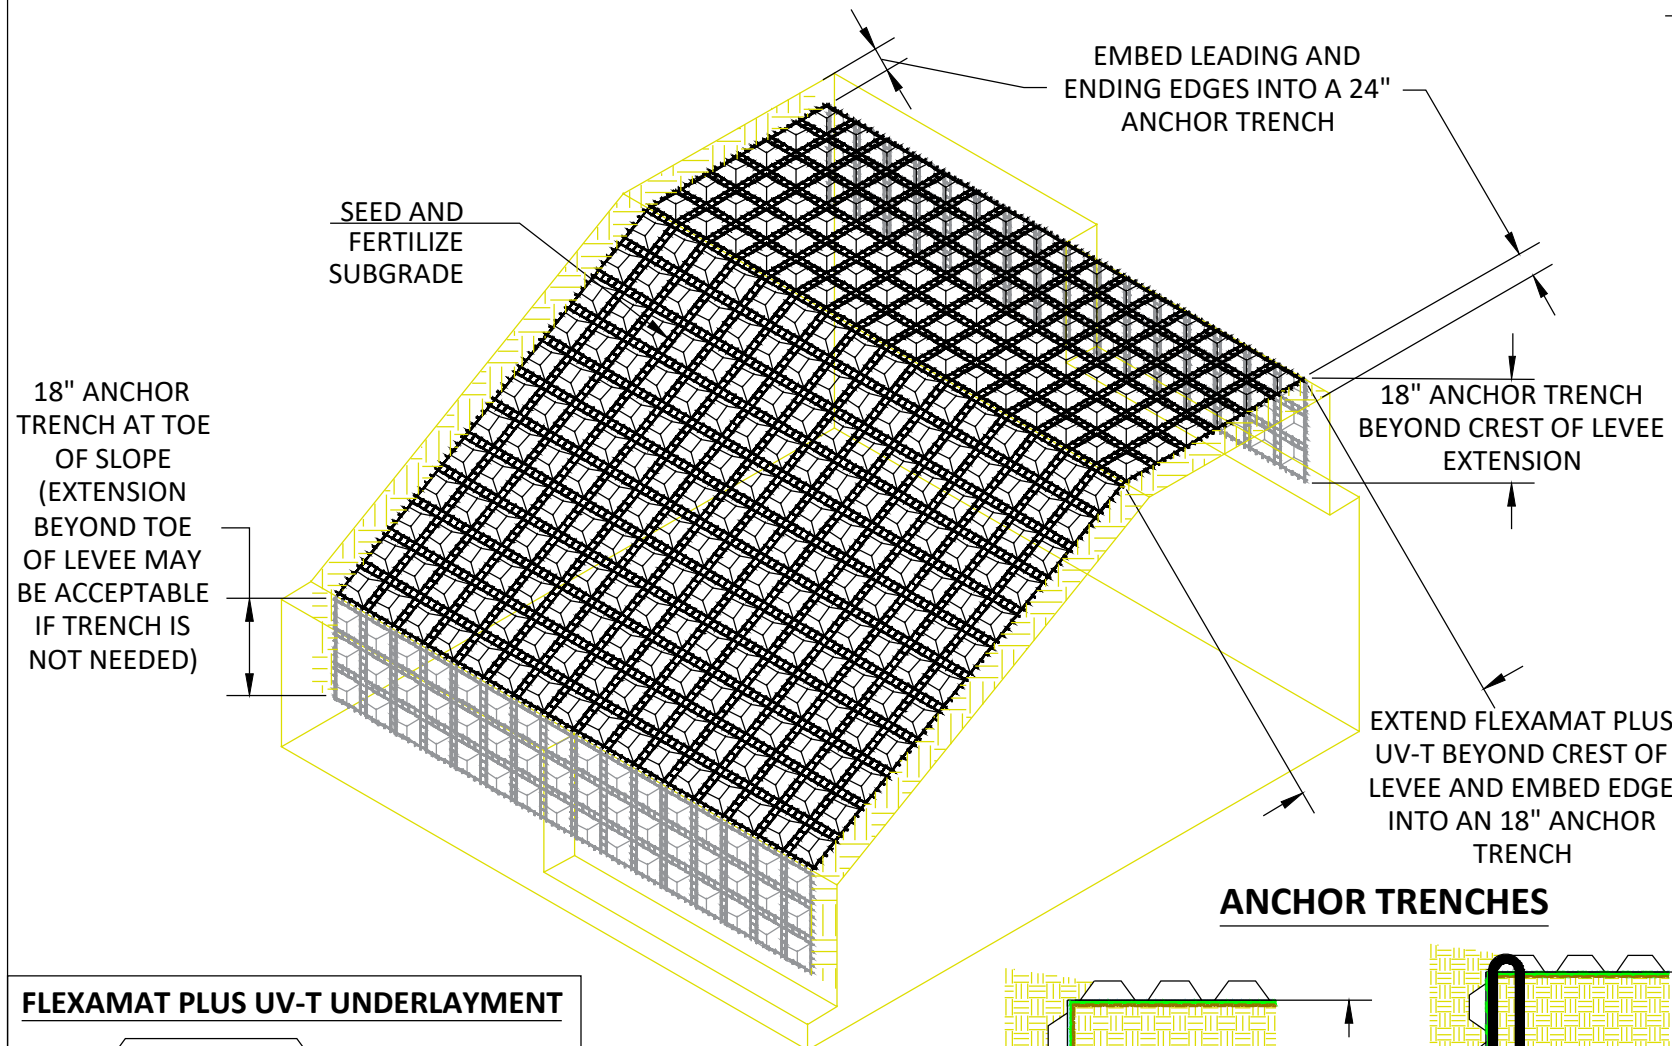 EMBED LEADING AND
ENDING EDGES INTO A 24"
ANCHOR TRENCH
SEED AND
FERTILIZE
SUBGRADE
18" ANCHOR
TRENCH AT TOE
OF SLOPE
(EXTENSION
BEYOND TOE
OF LEVEE MAY
BE ACCEPTABLE
IF TRENCH IS
NOT NEEDED)
18" ANCHOR TRENCH
BEYOND CREST OF LEVEE
EXTENSION
EXTEND FLEXAMAT PLUS
UV-T BEYOND CREST OF
LEVEE AND EMBED EDGE
INTO AN 18" ANCHOR
TRENCH
ANCHOR TRENCHES
FLEXAMAT PLUS UV-T UNDERLAYMENT